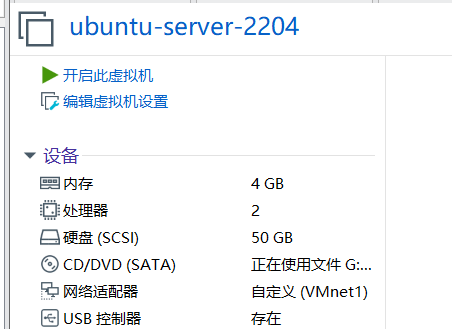 ubuntu-server-2204
开启此虚拟机
编辑虚拟机设置
设备
内存 4 GB
处理器 2
硬盘 (SCSI) 50 GB
CD/DVD (SATA) 正在使用文件 G:...
网络适配器 自定义 (VMnet1)
USB 控制器 存在